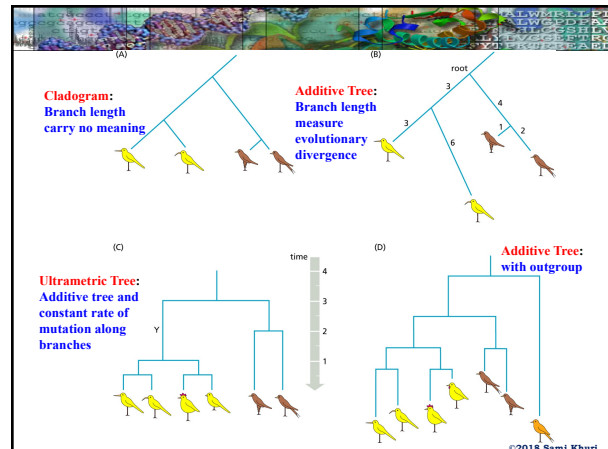 (A)
(B)
Cladogram:
Branch length
carry no meaning
Additive Tree:
Branch length
measure
evolutionary
divergence
root
3
3
4
6
1
2
(C)
time
(D)
Ultrametric Tree:
Additive tree and
constant rate of
mutation along
branches
Y
4
3
2
1
Additive Tree:
with outgroup
©2018 Sami Khuri